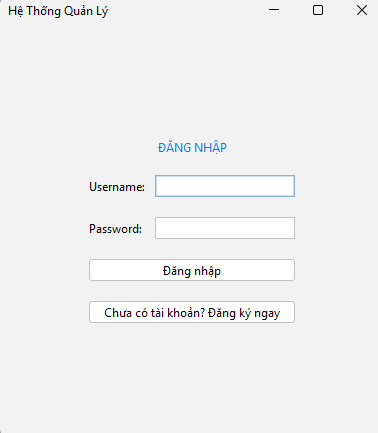 Hệ Thống Quản Lý
ĐĂNG NHẬP
Username:
Password:
Đăng nhập
Chưa có tài khoản? Đăng ký ngay